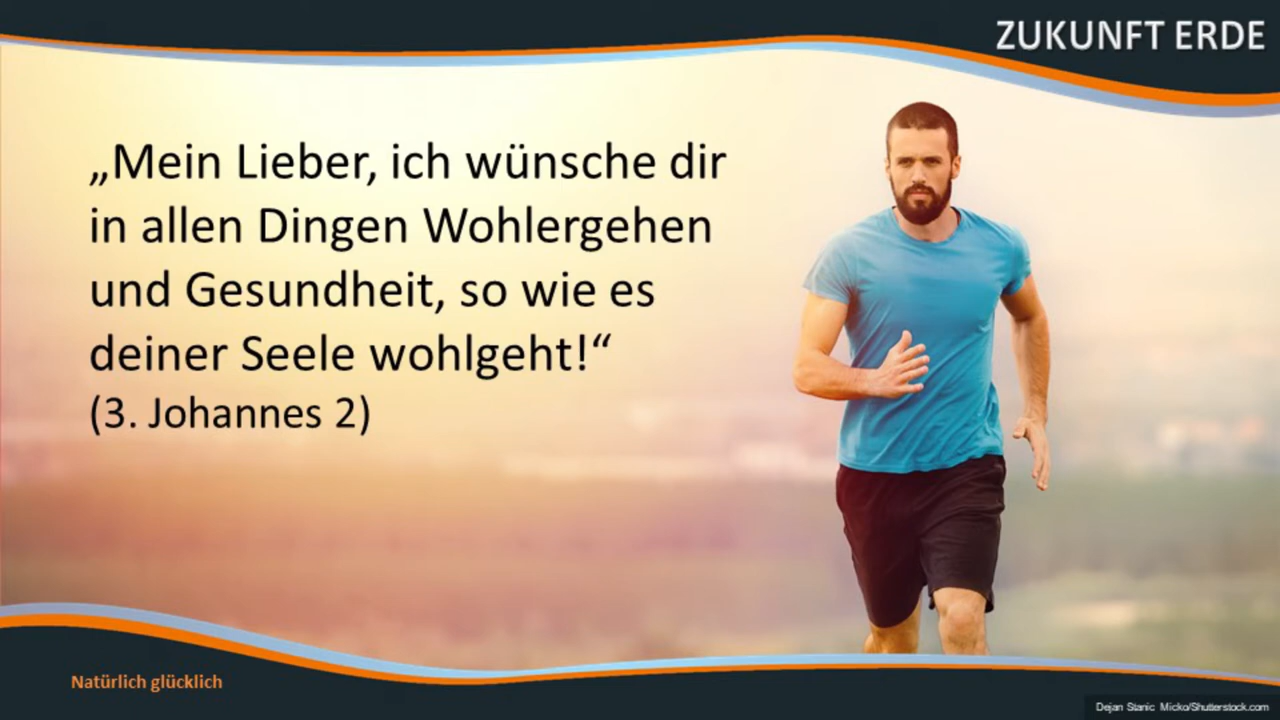 ZUKUNFT ERDE
„Mein Lieber, ich wünsche dir
in allen Dingen Wohlergehen
und Gesundheit, so wie es
deiner Seele wohlgeht!“
(3. Johannes 2)
Natürlich glücklich
Dejan Stanic Micko/Shutterstock.com